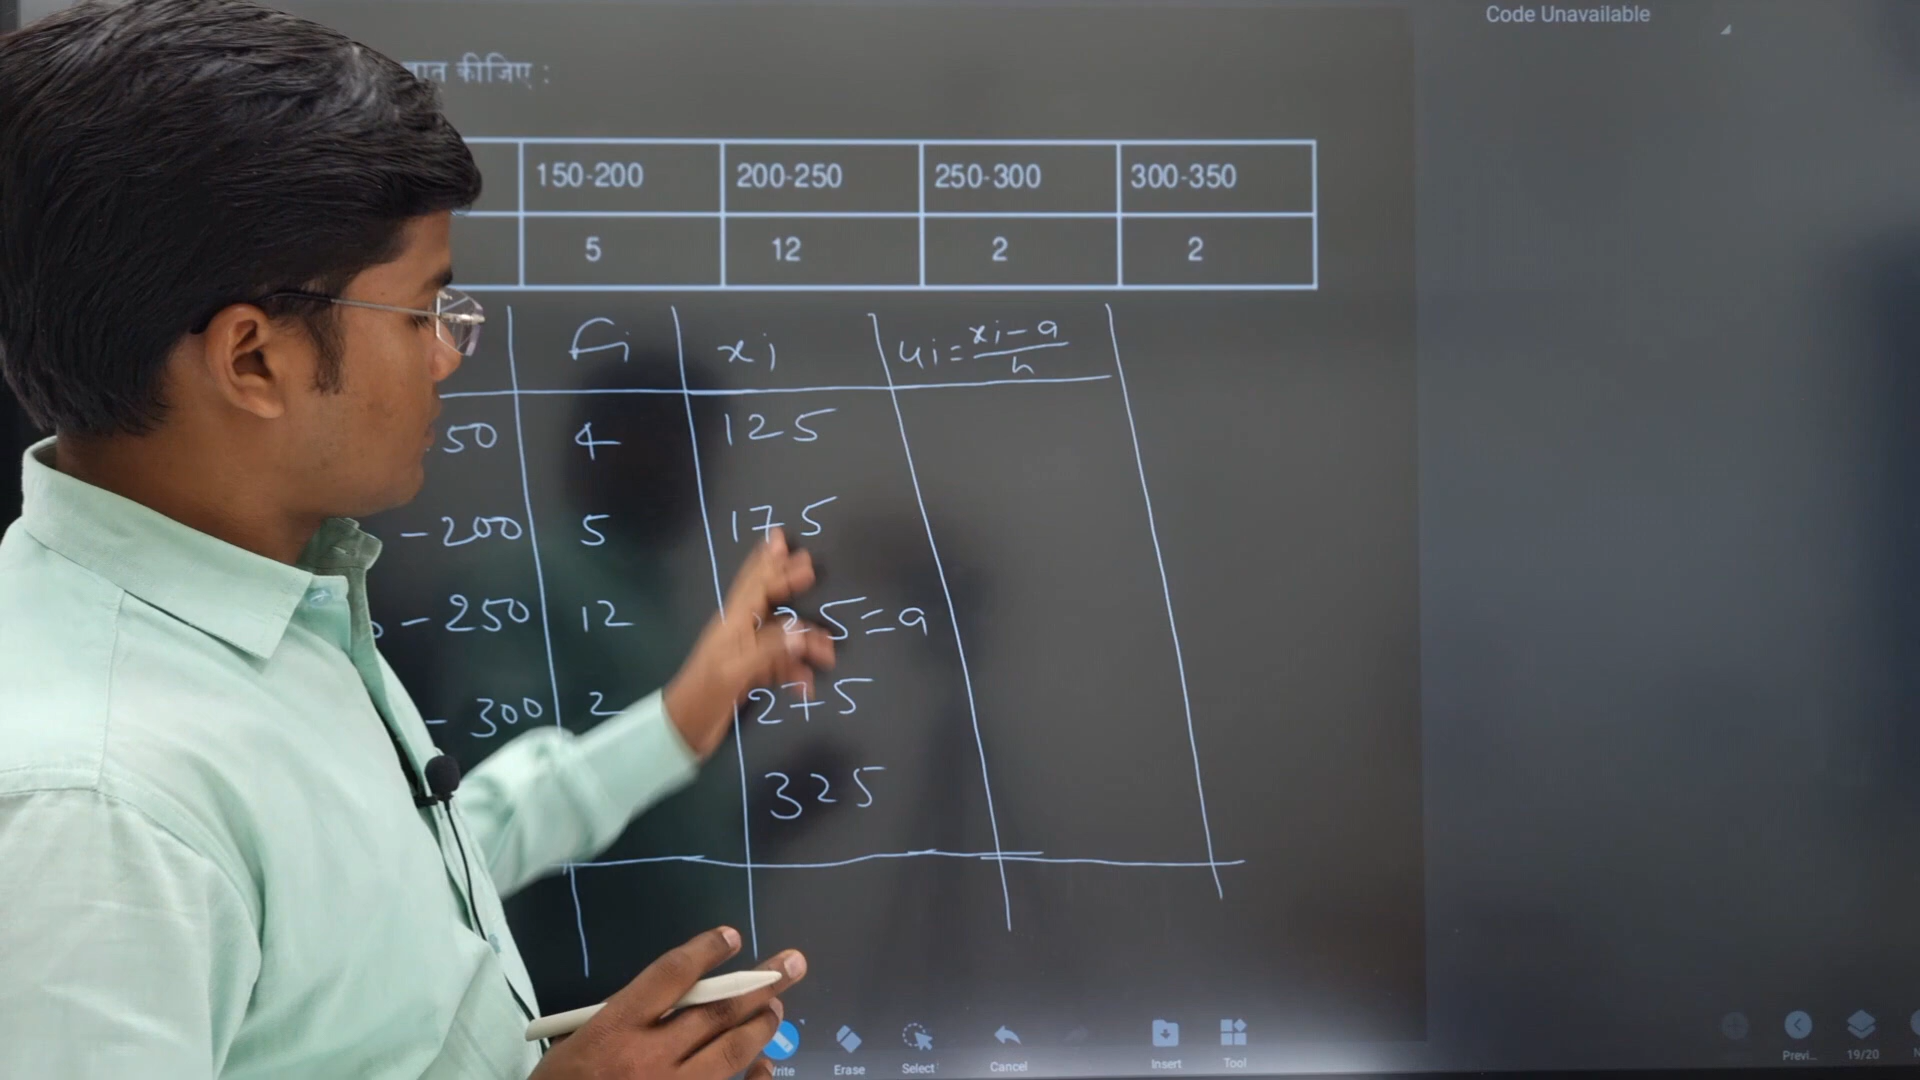 Code Unavailable
कीजिए :
150-200 200-250 250-300 300-350
5 12 2 2
fi xi ui = xi-a/h
50 4 125
-200 5 175
-250 12 25=a
- 300 2 275
325
Erase Select Cancel Insert Tool
Previ... 19/20